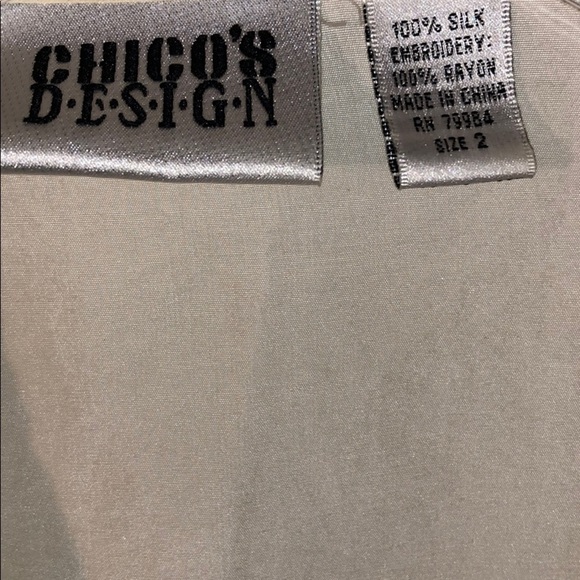 CHICO'S
D·E·S·I·G·N
100% SILK
EMBROIDERY:
100% RAYON
MADE IN CHINA
RN 79984
SIZE 2